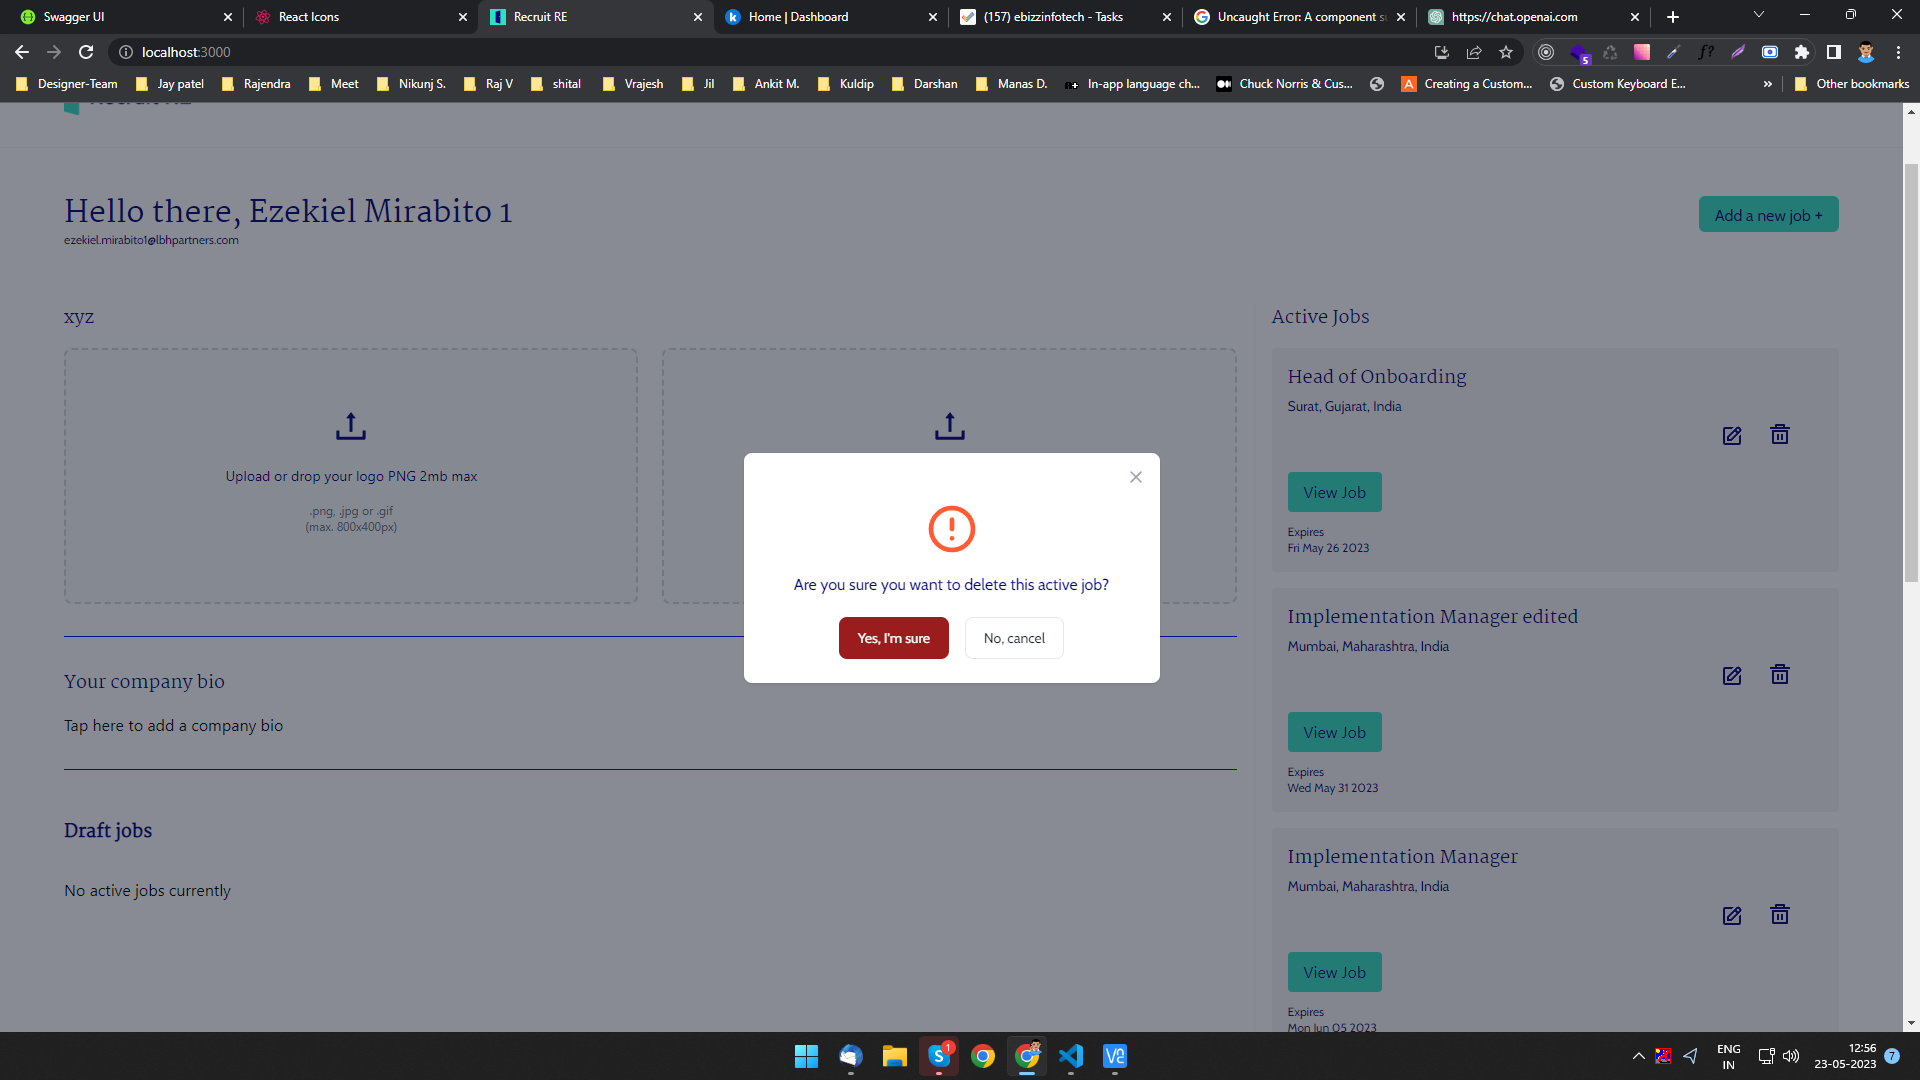 Swagger UI
React Icons
Recruit RE
Home | Dashboard
(157) ebizzinfotech - Tasks
Uncaught Error: A component su
https://chat.openai.com
localhost:3000
5
f?
Designer-Team
Jay patel
Rajendra
Meet
Nikunj S.
Raj V
shital
Vrajesh
Jil
Ankit M.
Kuldip
Darshan
Manas D.
In-app language ch...
Chuck Norris & Cus...
Creating a Custom...
Custom Keyboard E...
»
Other bookmarks
Hello there, Ezekiel Mirabito 1
ezekiel.mirabito1@lbhpartners.com
Add a new job +
xyz
Upload or drop your logo PNG 2mb max
.png, .jpg or .gif
(max. 800x400px)
Your company bio
Tap here to add a company bio
Draft jobs
No active jobs currently
Are you sure you want to delete this active job?
Yes, I'm sure
No, cancel
Active Jobs
Head of Onboarding
Surat, Gujarat, India
View Job
Expires
Fri May 26 2023
Implementation Manager edited
Mumbai, Maharashtra, India
View Job
Expires
Wed May 31 2023
Implementation Manager
Mumbai, Maharashtra, India
View Job
Expires
Mon Jun 05 2023
1
ENG
IN
12:56
23-05-2023
7